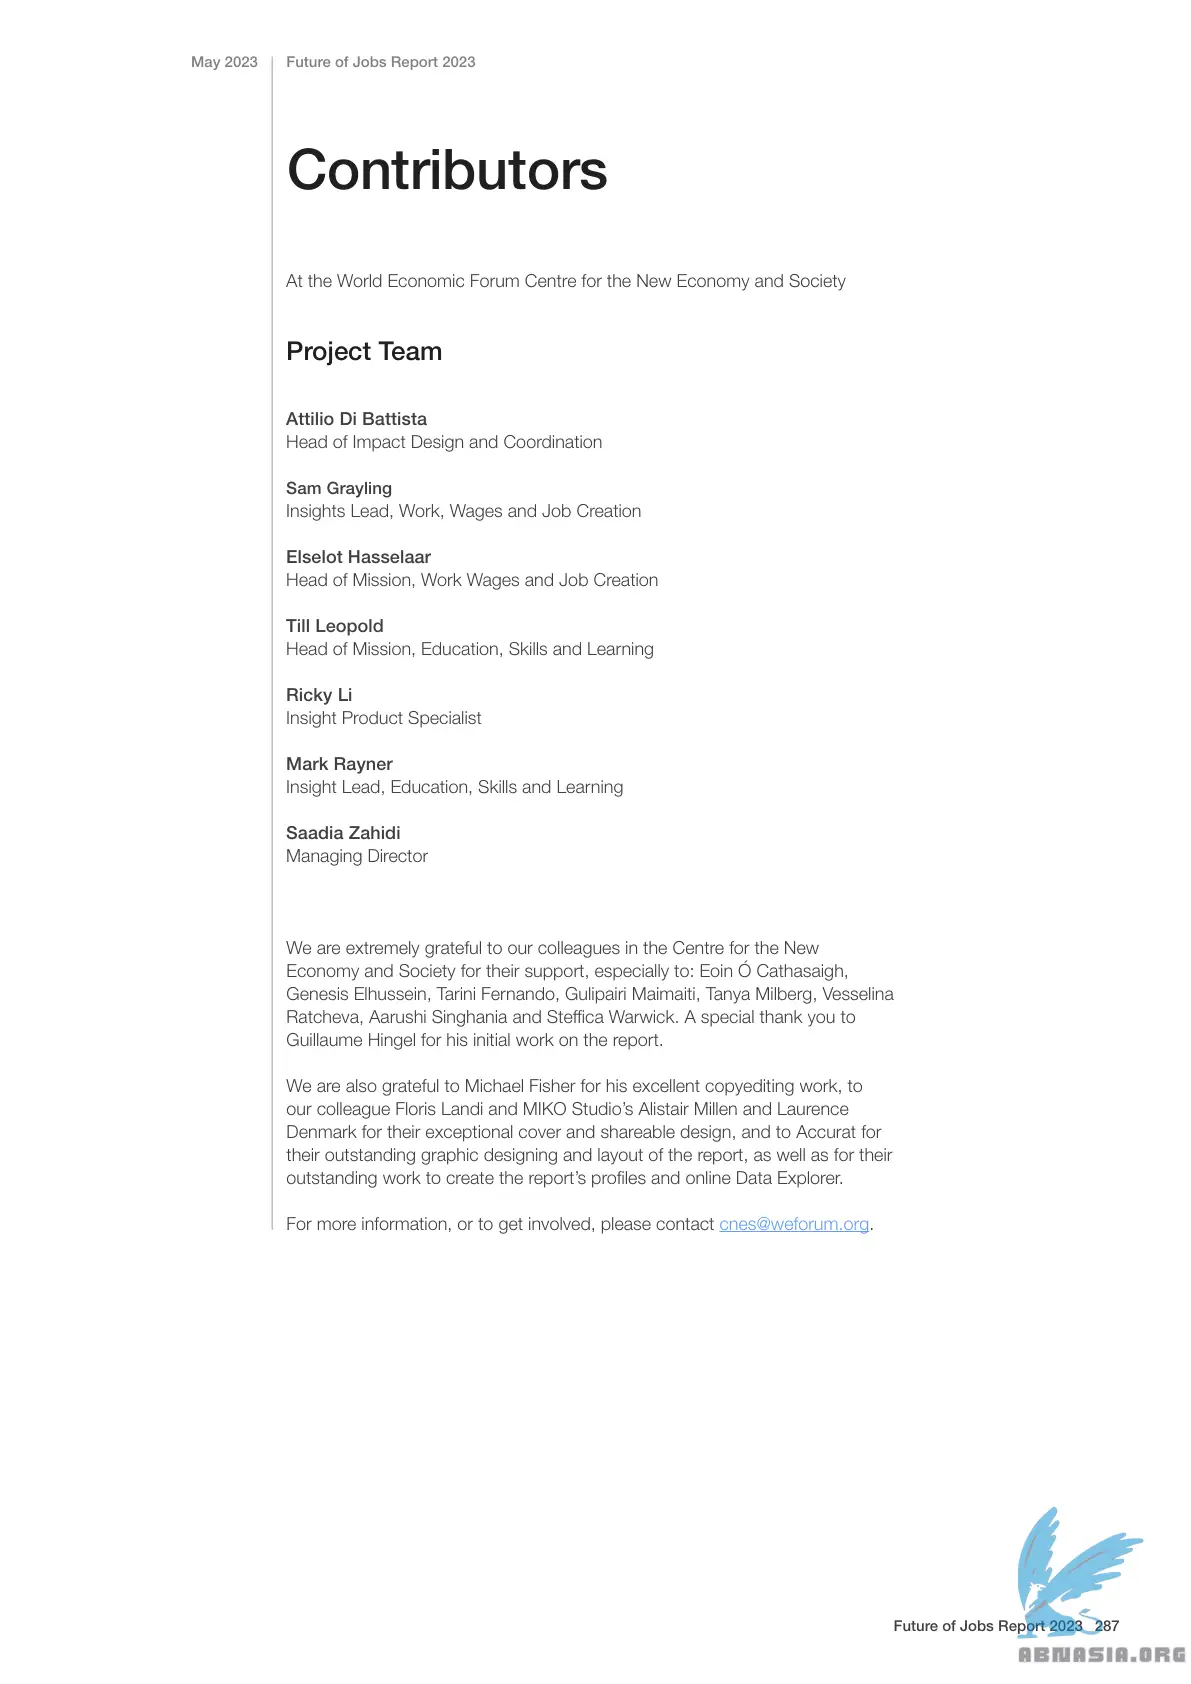 May 2023
Future of Jobs Report 2023
Contributors
At the World Economic Forum Centre for the New Economy and Society
Project Team
Attilio Di Battista
Head of Impact Design and Coordination
Sam Grayling
Insights Lead, Work, Wages and Job Creation
Elselot Hasselaar
Head of Mission, Work Wages and Job Creation
Till Leopold
Head of Mission, Education, Skills and Learning
Ricky Li
Insight Product Specialist
Mark Rayner
Insight Lead, Education, Skills and Learning
Saadia Zahidi
Managing Director
We are extremely grateful to our colleagues in the Centre for the New
Economy and Society for their support, especially to: Eoin Ó Cathasaigh,
Genesis Elhussein, Tarini Fernando, Gulipairi Maimaiti, Tanya Milberg, Vesselina
Ratcheva, Aarushi Singhania and Steffica Warwick. A special thank you to
Guillaume Hingel for his initial work on the report.
We are also grateful to Michael Fisher for his excellent copyediting work, to
our colleague Floris Landi and MIKO Studio’s Alistair Millen and Laurence
Denmark for their exceptional cover and shareable design, and to Accurat for
their outstanding graphic designing and layout of the report, as well as for their
outstanding work to create the report’s profiles and online Data Explorer.
For more information, or to get involved, please contact cnes@weforum.org.
Future of Jobs Report 2023 287
ABNASIA.ORG